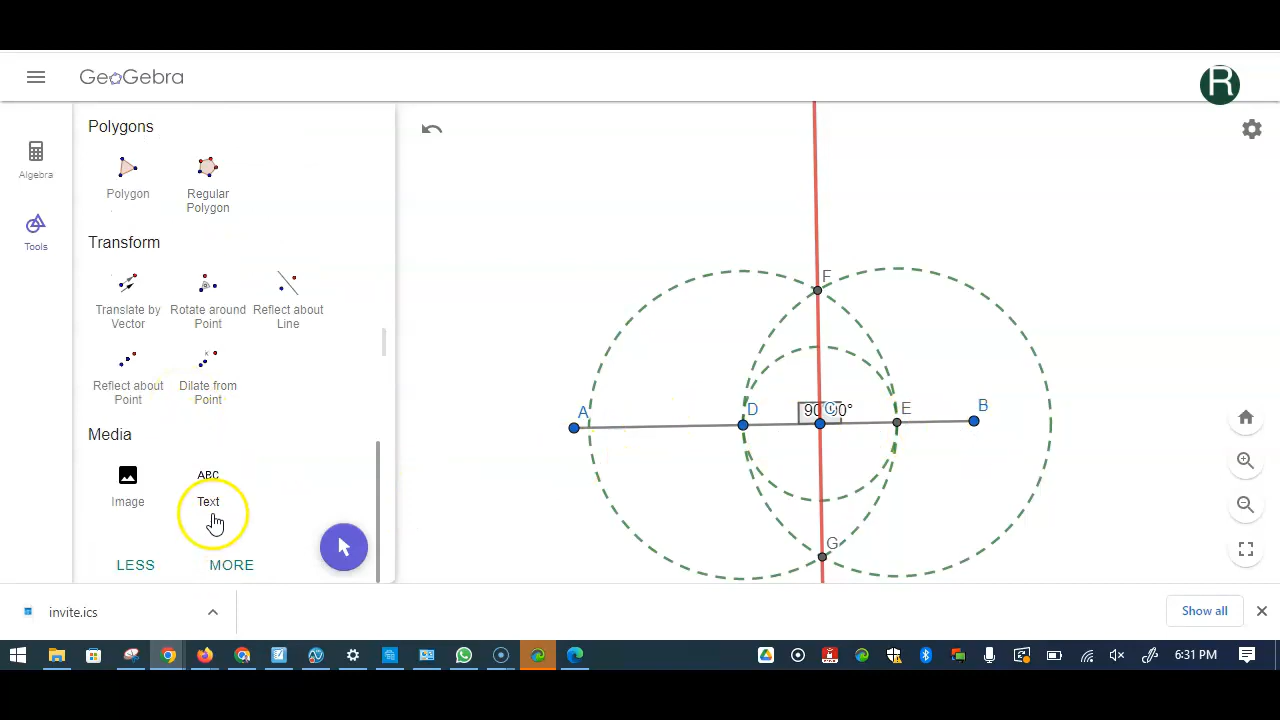 GeoGebra
R
Algebra
Tools
Polygons
Polygon
Regular
Polygon
Transform
Translate by
Vector
Rotate around
Point
Reflect about
Line
Reflect about
Point
Dilate from
Point
Media
Image
ABC
Text
LESS
MORE
F
A
D
E
B
G
invite.ics
Show all
6:31 PM